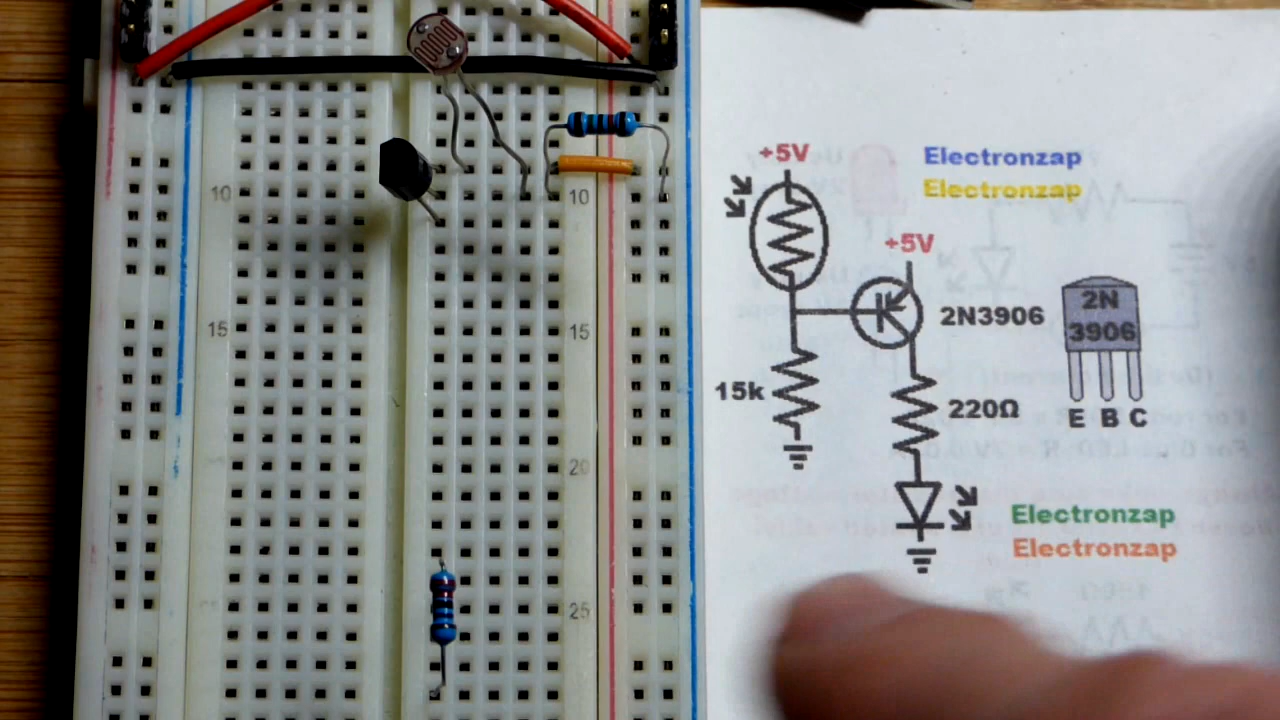 10
10
15
15
20
25
+5V
Electronzap
Electronzap
+5V
2N3906
2N
3906
15k
220Ω
E B C
Electronzap
Electronzap